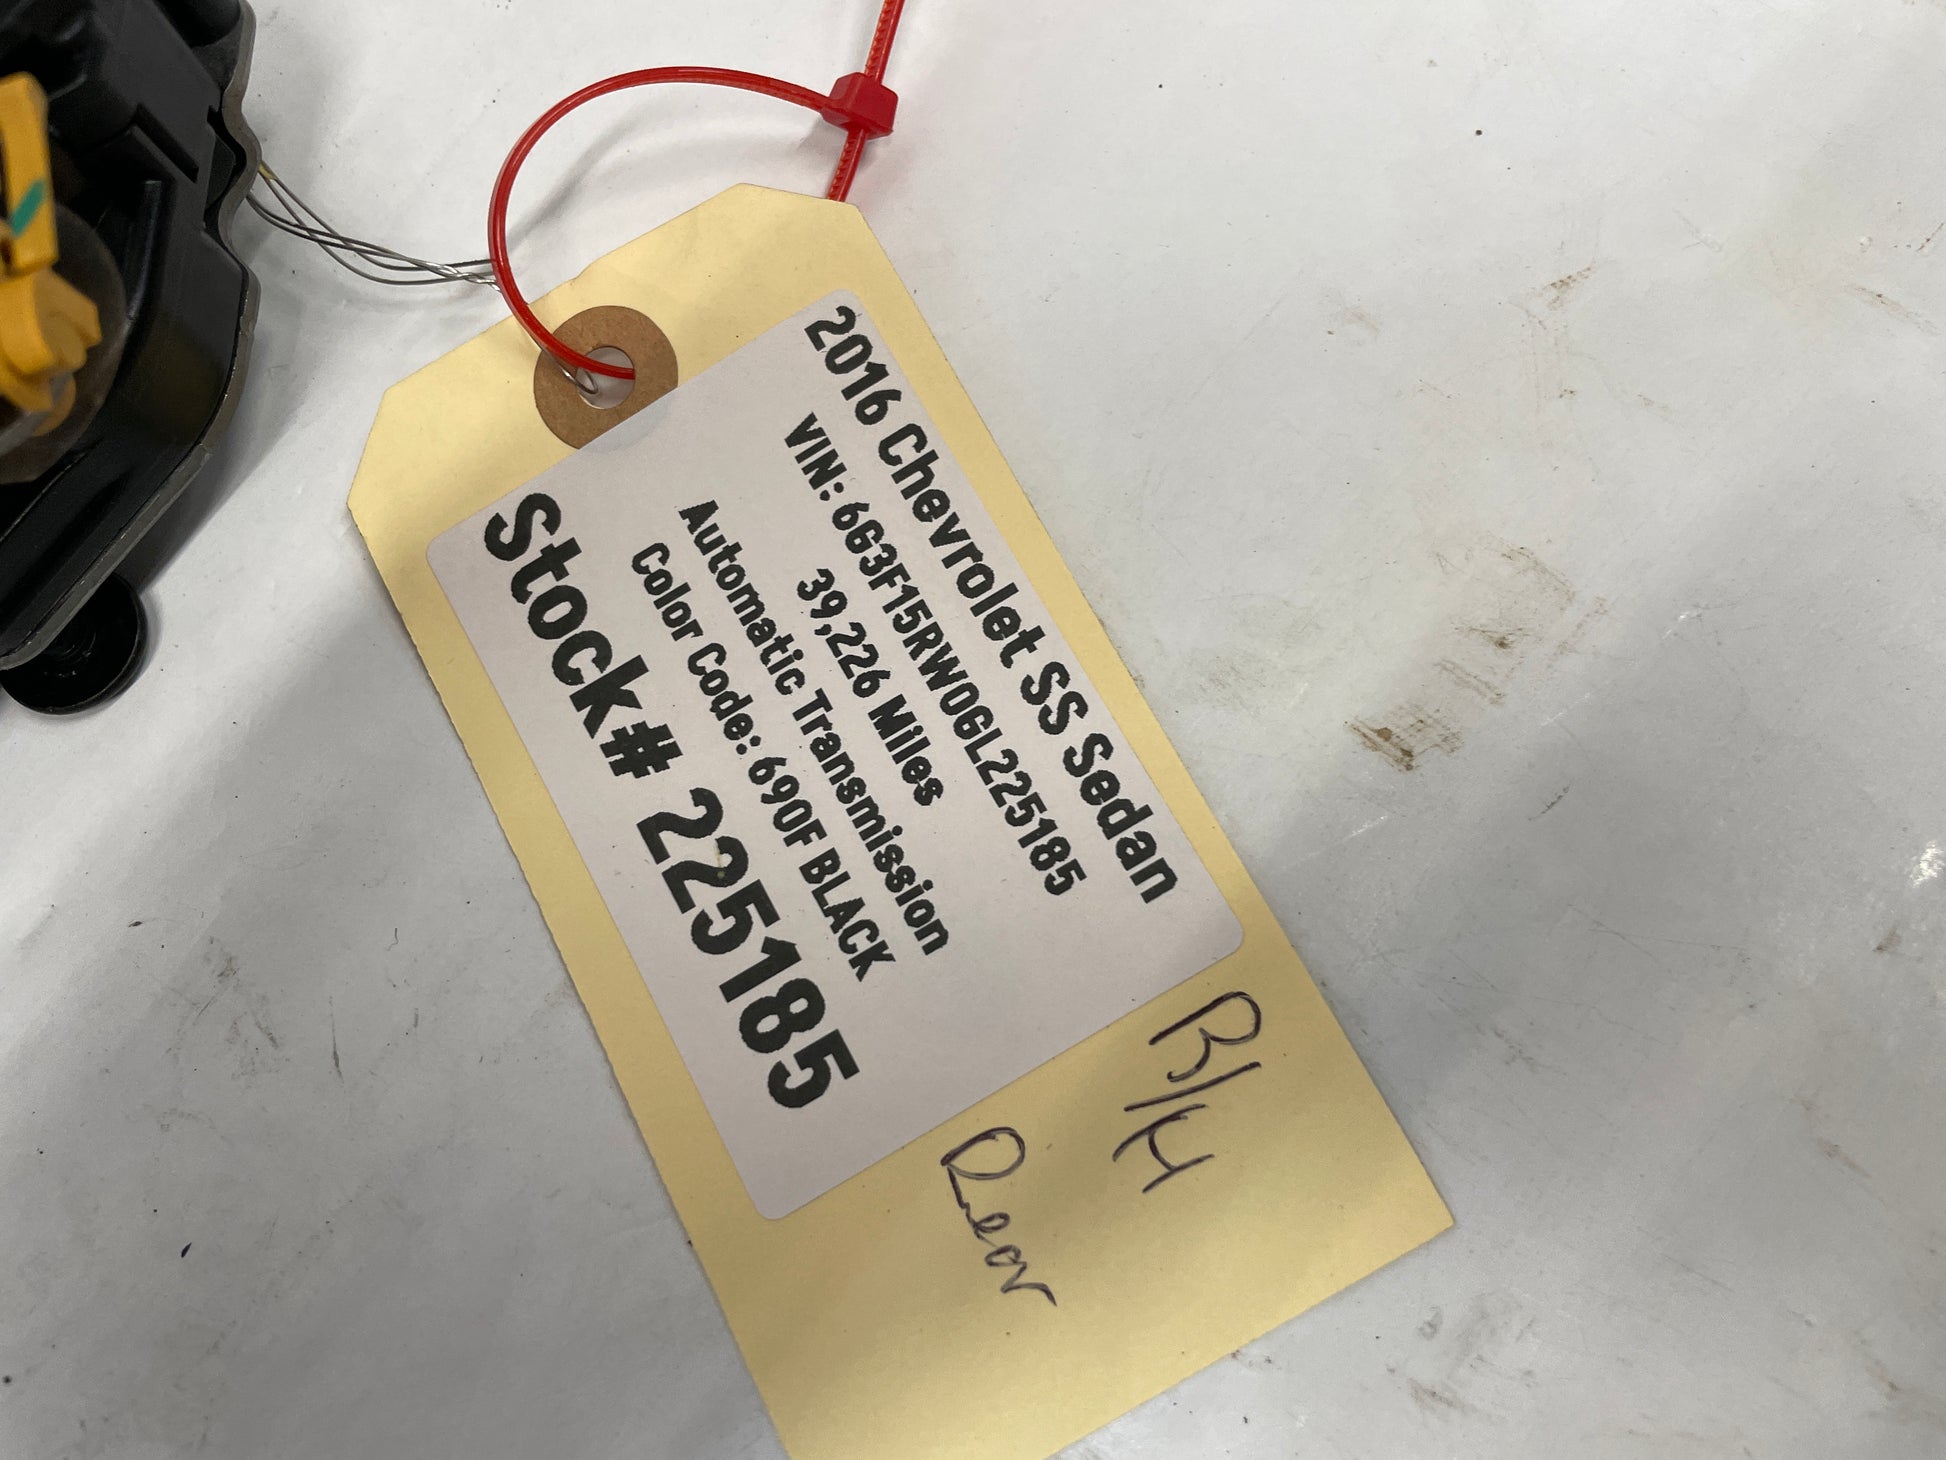 2016 Chevrolet SS Sedan
VIN: 6G3F15RW0GL225185
39,226 Miles
Automatic Transmission
Color Code: 690F BLACK
Stock# 225185
R/H
Rear